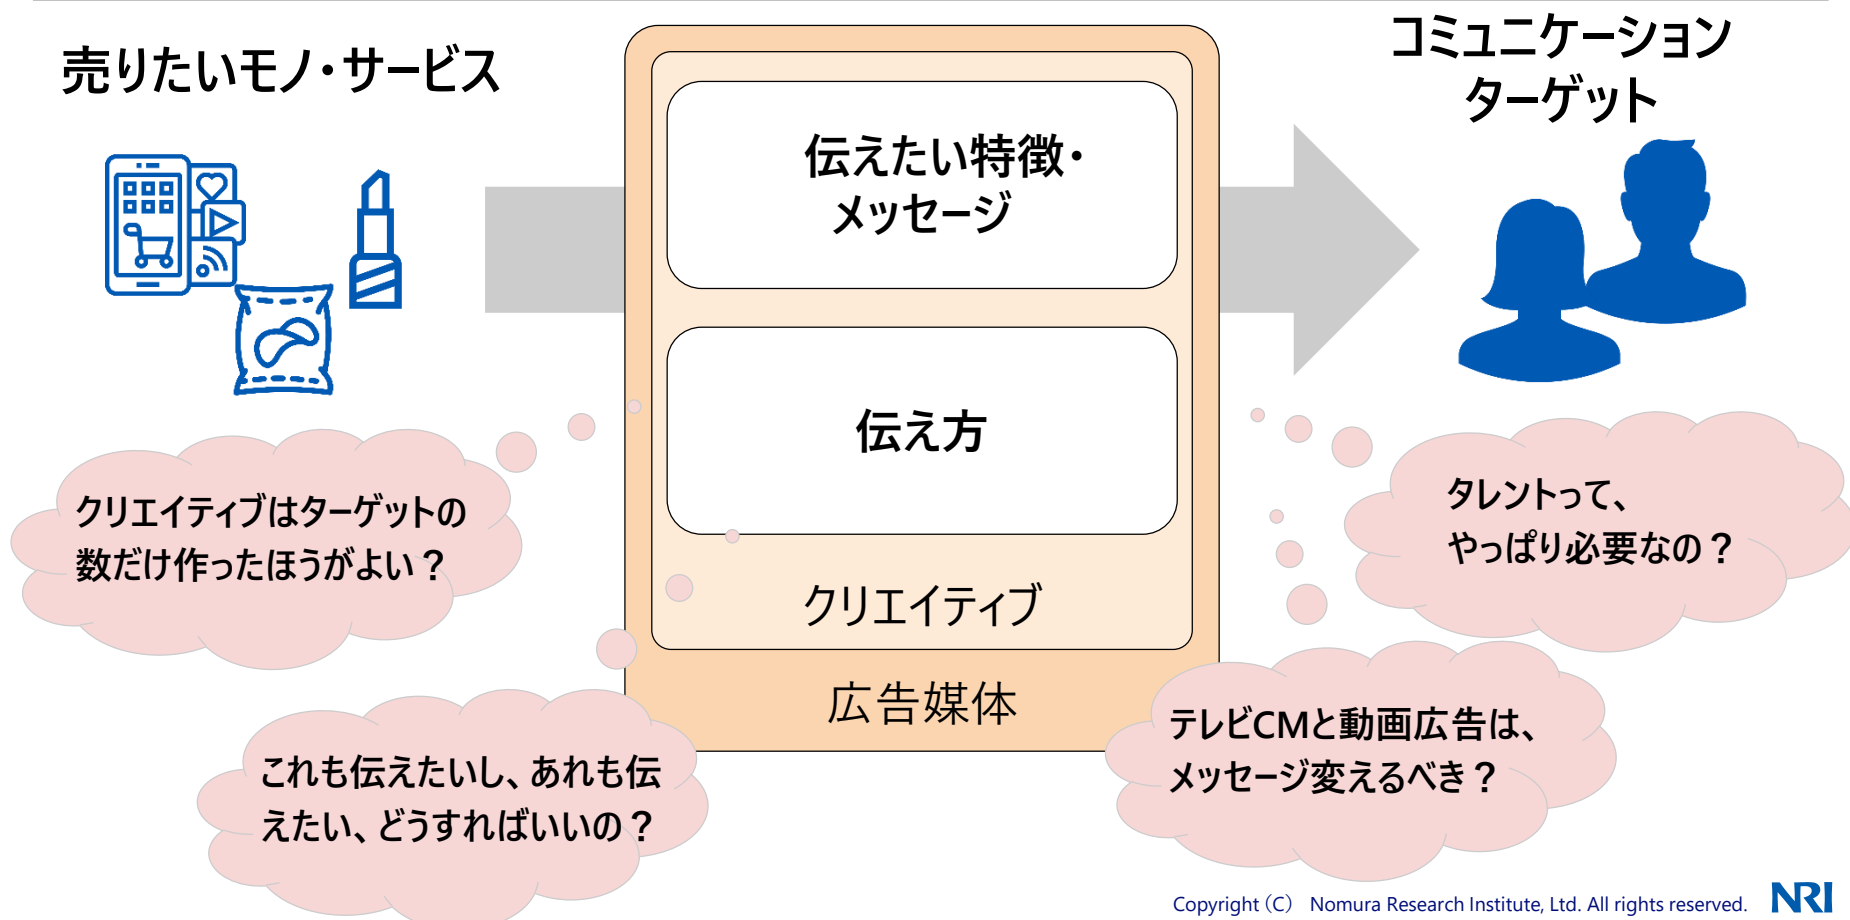 売りたいモノ・サービス
コミュニケーション
ターゲット
伝えたい特徴・
メッセージ
伝え方
クリエイティブ
広告媒体
クリエイティブはターゲットの
数だけ作ったほうがよい？
これも伝えたいし、あれも伝
えたい、どうすればいいの？
タレントって、
やっぱり必要なの？
テレビCMと動画広告は、
メッセージ変えるべき？
Copyright（C） Nomura Research Institute, Ltd. All rights reserved.
NRI